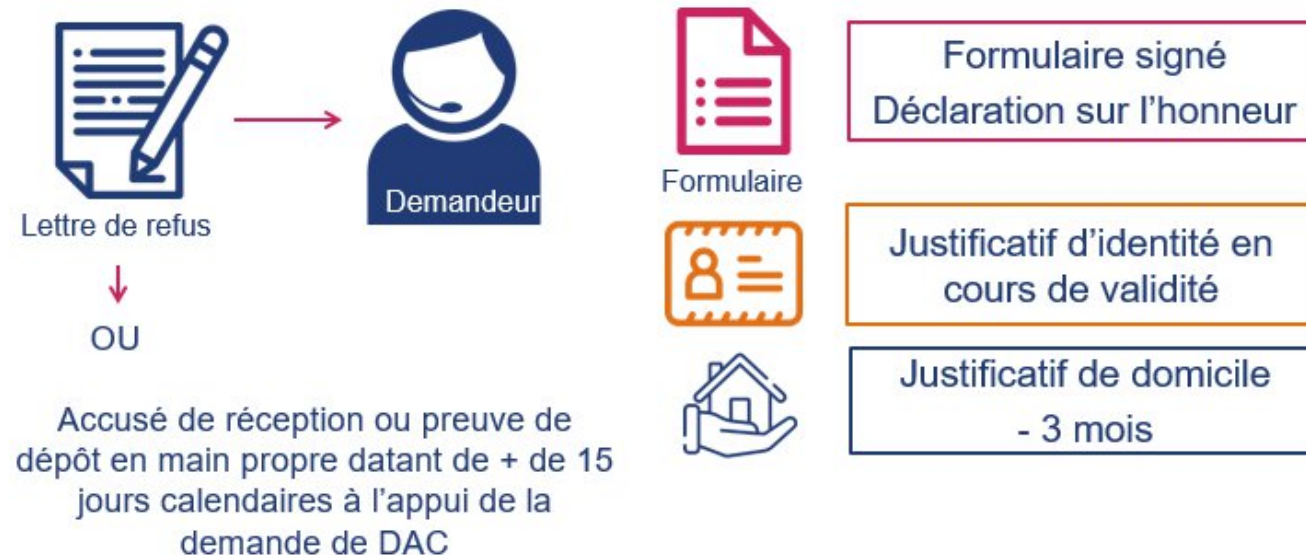 Lettre de refus
OU
Accusé de réception ou preuve de
dépôt en main propre datant de + de 15
jours calendaires à l'appui de la
demande de DAC
Demandeur
Formulaire
Formulaire signé
Déclaration sur l'honneur
Justificatif d'identité en
cours de validité
Justificatif de domicile
- 3 mois